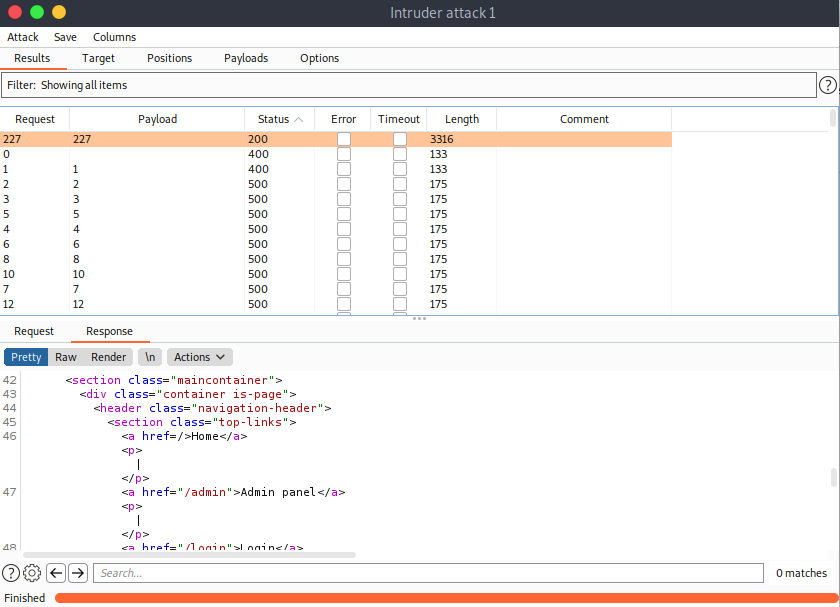 Intruder attack 1
Attack Save Columns
Results Target Positions Payloads Options
Filter: Showing all items ?
Request Payload Status Error Timeout Length Comment
227 227 200 3316
0 400 133
1 1 400 133
2 2 500 175
3 3 500 175
5 5 500 175
4 4 500 175
6 6 500 175
8 8 500 175
10 10 500 175
7 7 500 175
12 12 500 175
Request Response
Pretty Raw Render \n Actions
42 <section class="maincontainer">
43 <div class="container is-page">
44 <header class="navigation-header">
45 <section class="top-links">
46 <a href=/>Home</a>
<p>
|
</p>
47 <a href="/admin">Admin panel</a>
<p>
|
</p>
48 <a href="/login">Login</a>
? Search... 0 matches
Finished